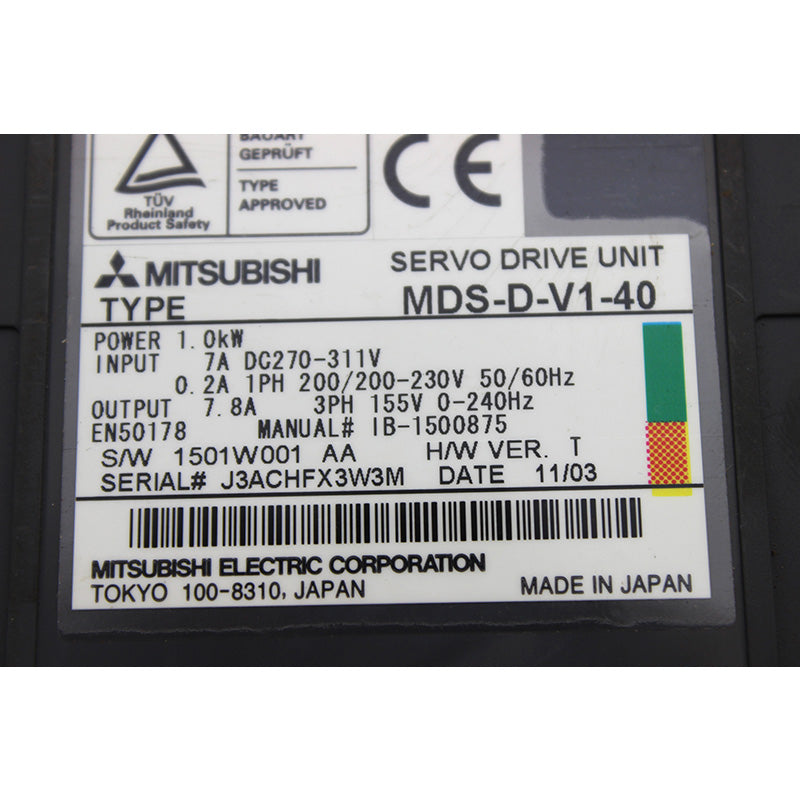 BAUART
GEPRÜFT
TÜV
Rheinland
Product Safety
TYPE
APPROVED
CE
MITSUBISHI
SERVO DRIVE UNIT
TYPE
MDS-D-V1-40
POWER 1.0kW
INPUT 7A DC270-311V
0.2A 1PH 200/200-230V 50/60Hz
OUTPUT 7.8A 3PH 155V 0-240Hz
EN50178 MANUAL# IB-1500875
S/W 1501W001 AA H/W VER. T
SERIAL# J3ACHFX3W3M DATE 11/03
MITSUBISHI ELECTRIC CORPORATION
TOKYO 100-8310, JAPAN MADE IN JAPAN